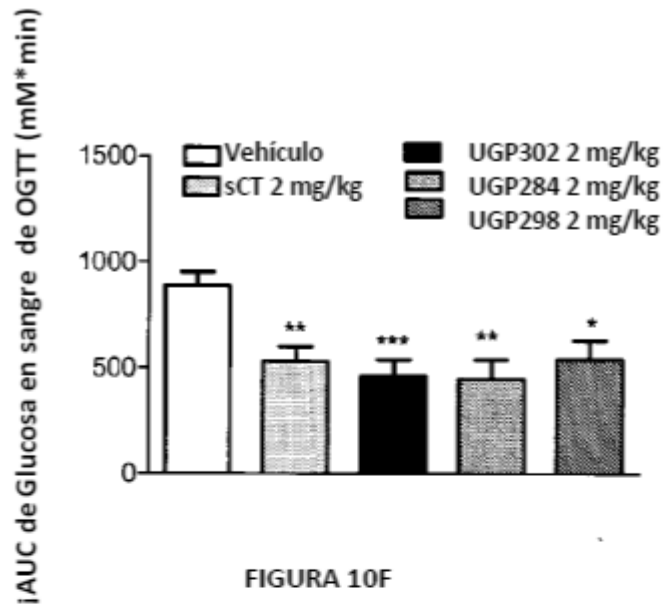 iAUC de Glucosa en sangre de OGTT (mM*min)
Vehículo
sCT 2 mg/kg
UGP302 2 mg/kg
UGP284 2 mg/kg
UGP298 2 mg/kg
1500
1000
500
0
**
***
**
*
FIGURA 10F